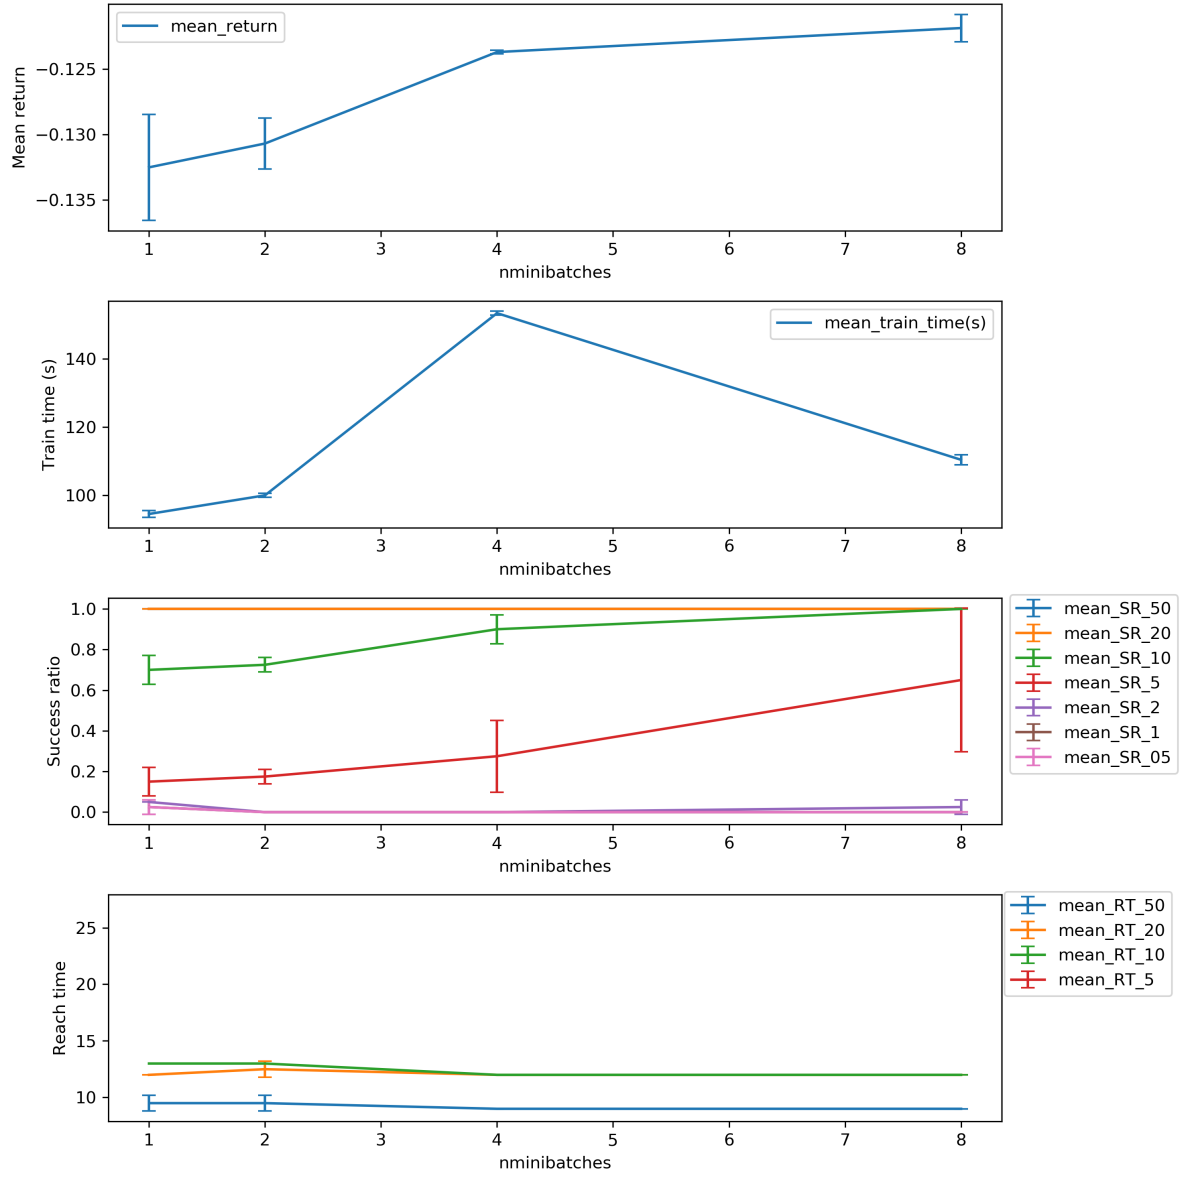 mean_return
−0.125
−0.130
−0.135
Mean return
1 2 3 4 5 6 7 8
nminibatches
mean_train_time(s)
140
120
100
Train time (s)
1 2 3 4 5 6 7 8
nminibatches
1.0
0.8
0.6
0.4
0.2
0.0
Success ratio
1 2 3 4 5 6 7 8
nminibatches
mean_SR_50
mean_SR_20
mean_SR_10
mean_SR_5
mean_SR_2
mean_SR_1
mean_SR_05
25
20
15
10
Reach time
1 2 3 4 5 6 7 8
nminibatches
mean_RT_50
mean_RT_20
mean_RT_10
mean_RT_5